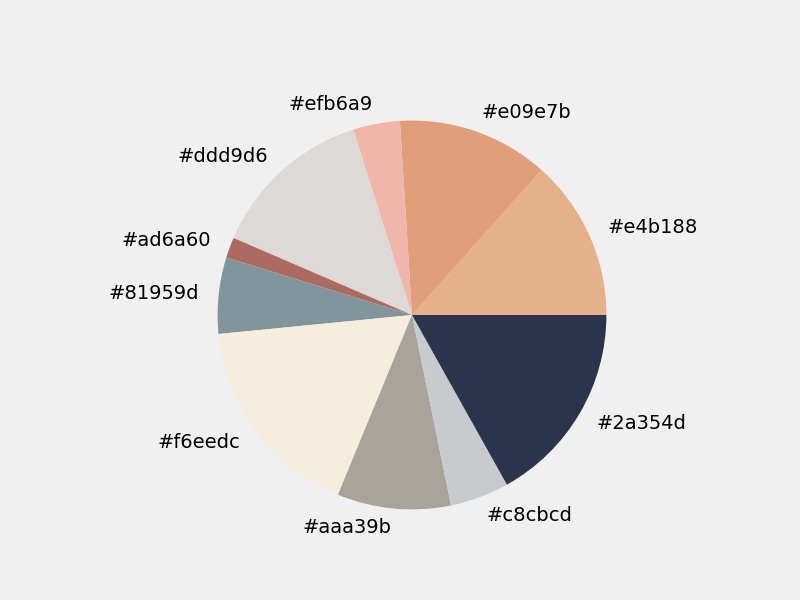 #efb6a9
#e09e7b
#ddd9d6
#e4b188
#ad6a60
#81959d
#2a354d
#f6eedc
#c8cbcd
#aaa39b